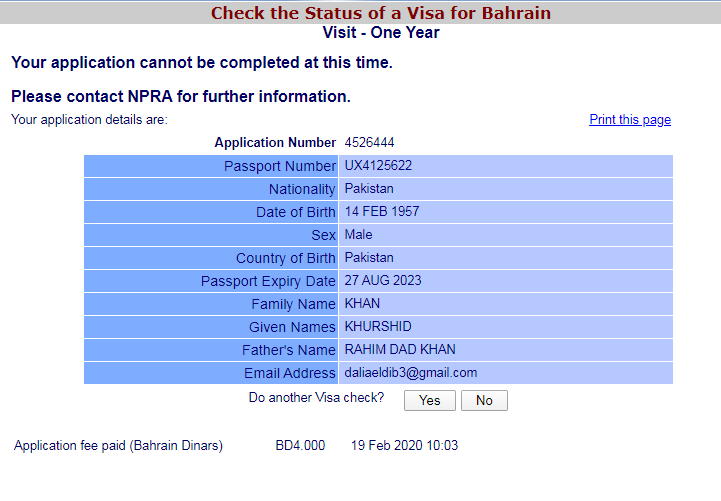 Check the Status of a Visa for Bahrain
Visit - One Year
Your application cannot be completed at this time.
Please contact NPRA for further information.
Your application details are: Print this page
Application Number 4526444
Passport Number UX4125622
Nationality Pakistan
Date of Birth 14 FEB 1957
Sex Male
Country of Birth Pakistan
Passport Expiry Date 27 AUG 2023
Family Name KHAN
Given Names KHURSHID
Father's Name RAHIM DAD KHAN
Email Address daliaeldib3@gmail.com
Do another Visa check? Yes No
Application fee paid (Bahrain Dinars) BD4.000 19 Feb 2020 10:03